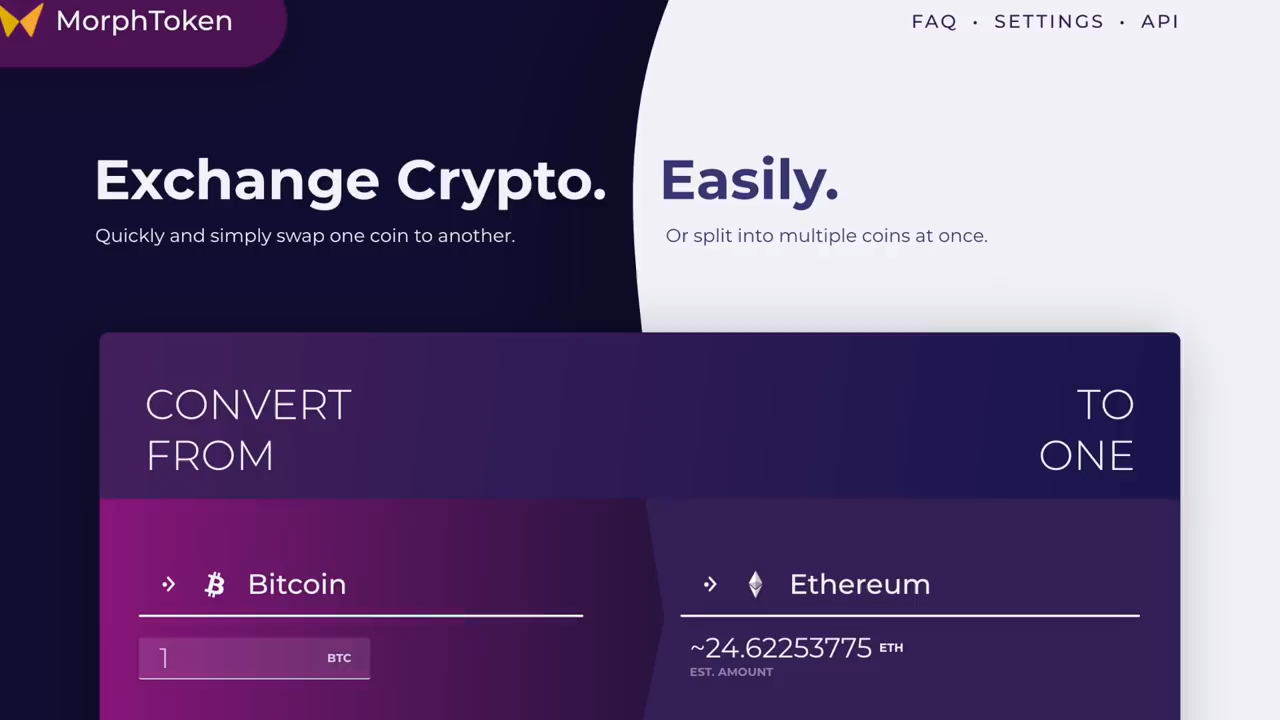 MorphToken
FAQ • SETTINGS • API
Exchange Crypto. Easily.
Quickly and simply swap one coin to another.
Or split into multiple coins at once.
CONVERT
FROM
TO
ONE
Bitcoin
1 BTC
Ethereum
~24.62253775 ETH
EST. AMOUNT